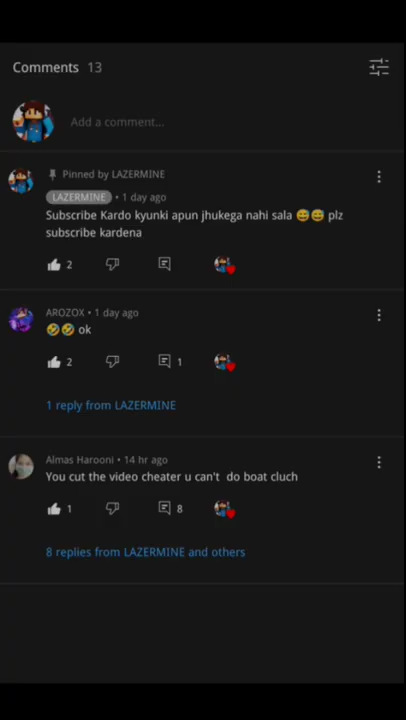 Comments 13
Add a comment...
Pinned by LAZERMINE
LAZERMINE • 1 day ago
Subscribe Kardo kyunki apun jhukega nahi sala 😅😅 plz
subscribe kardena
2
AROZOX • 1 day ago
🤣🤣 ok
2 1
1 reply from LAZERMINE
Almas Harooni • 14 hr ago
You cut the video cheater u can't do boat cluch
1 8
8 replies from LAZERMINE and others